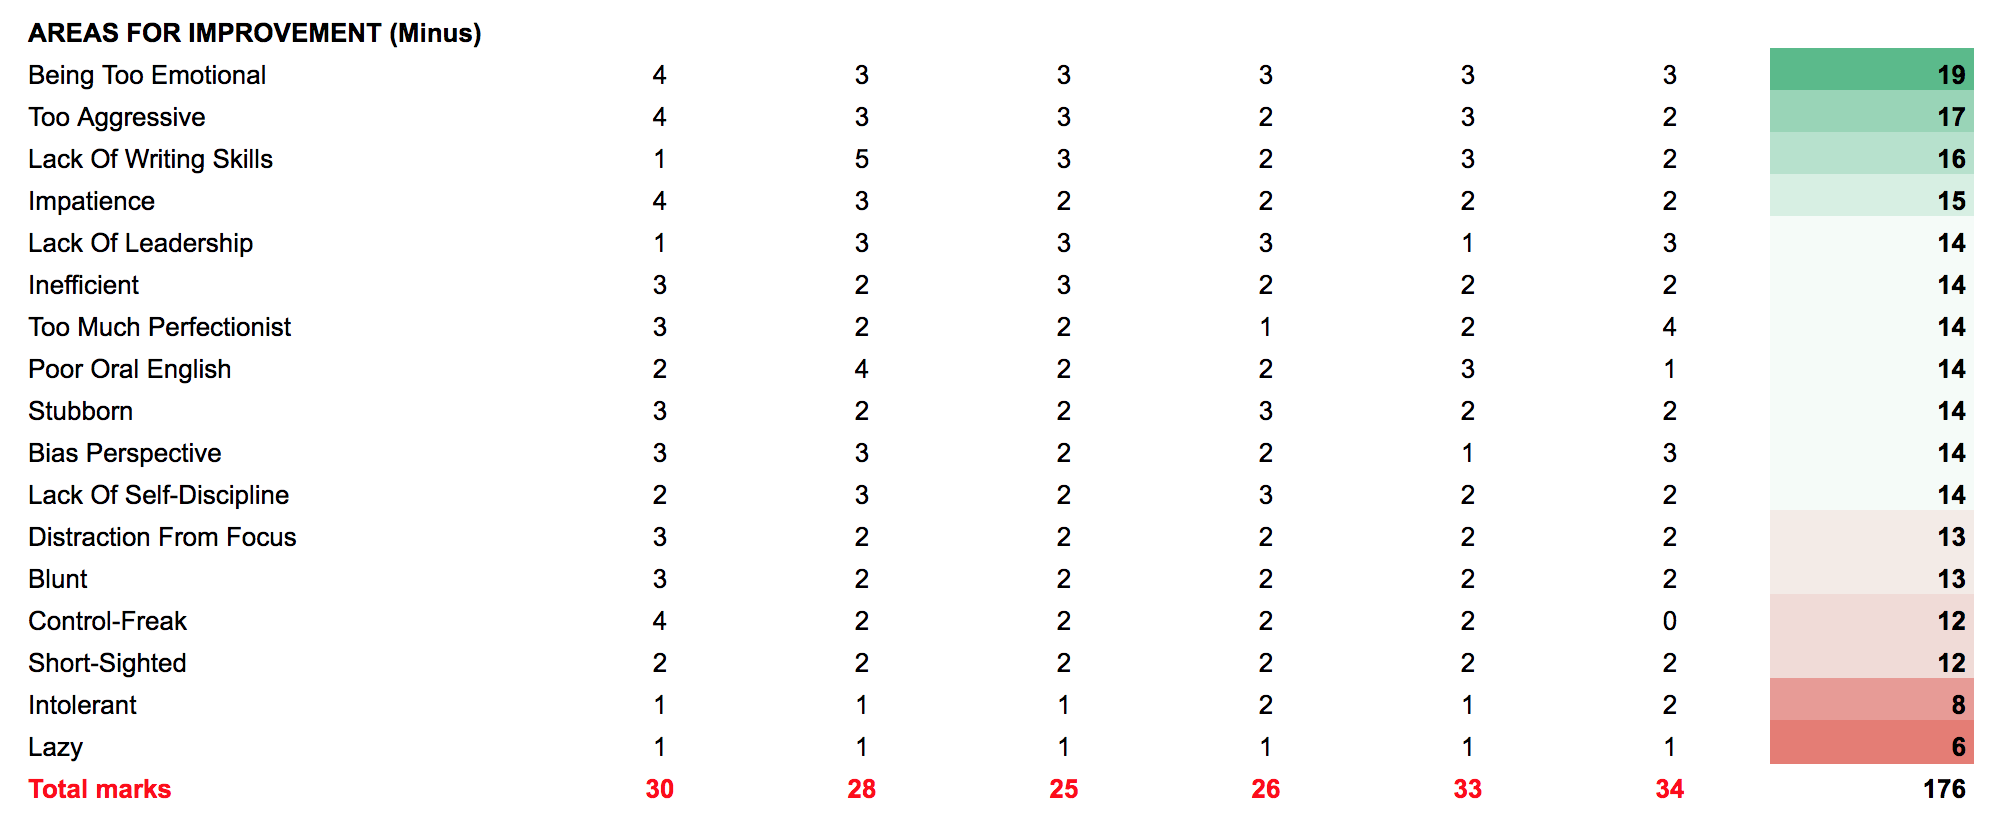 AREAS FOR IMPROVEMENT (Minus)
Being Too Emotional 4 3 3 3 3 3 19
Too Aggressive 4 3 3 2 3 2 17
Lack Of Writing Skills 1 5 3 2 3 2 16
Impatience 4 3 2 2 2 2 15
Lack Of Leadership 1 3 3 3 1 3 14
Inefficient 3 2 3 2 2 2 14
Too Much Perfectionist 3 2 2 1 2 4 14
Poor Oral English 2 4 2 2 3 1 14
Stubborn 3 2 2 3 2 2 14
Bias Perspective 3 3 2 2 1 3 14
Lack Of Self-Discipline 2 3 2 3 2 2 14
Distraction From Focus 3 2 2 2 2 2 13
Blunt 3 2 2 2 2 2 13
Control-Freak 4 2 2 2 2 0 12
Short-Sighted 2 2 2 2 2 2 12
Intolerant 1 1 1 2 1 2 8
Lazy 1 1 1 1 1 1 6
Total marks 30 28 25 26 33 34 176